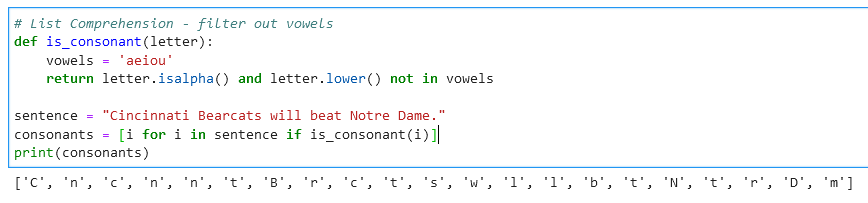 # List Comprehension - filter out vowels
def is_consonant(letter):
    vowels = 'aeiou'
    return letter.isalpha() and letter.lower() not in vowels

sentence = "Cincinnati Bearcats will beat Notre Dame."
consonants = [i for i in sentence if is_consonant(i)]
print(consonants)
['C', 'n', 'c', 'n', 'n', 't', 'B', 'r', 'c', 't', 's', 'w', 'l', 'l', 'b', 't', 'N', 't', 'r', 'D', 'm']